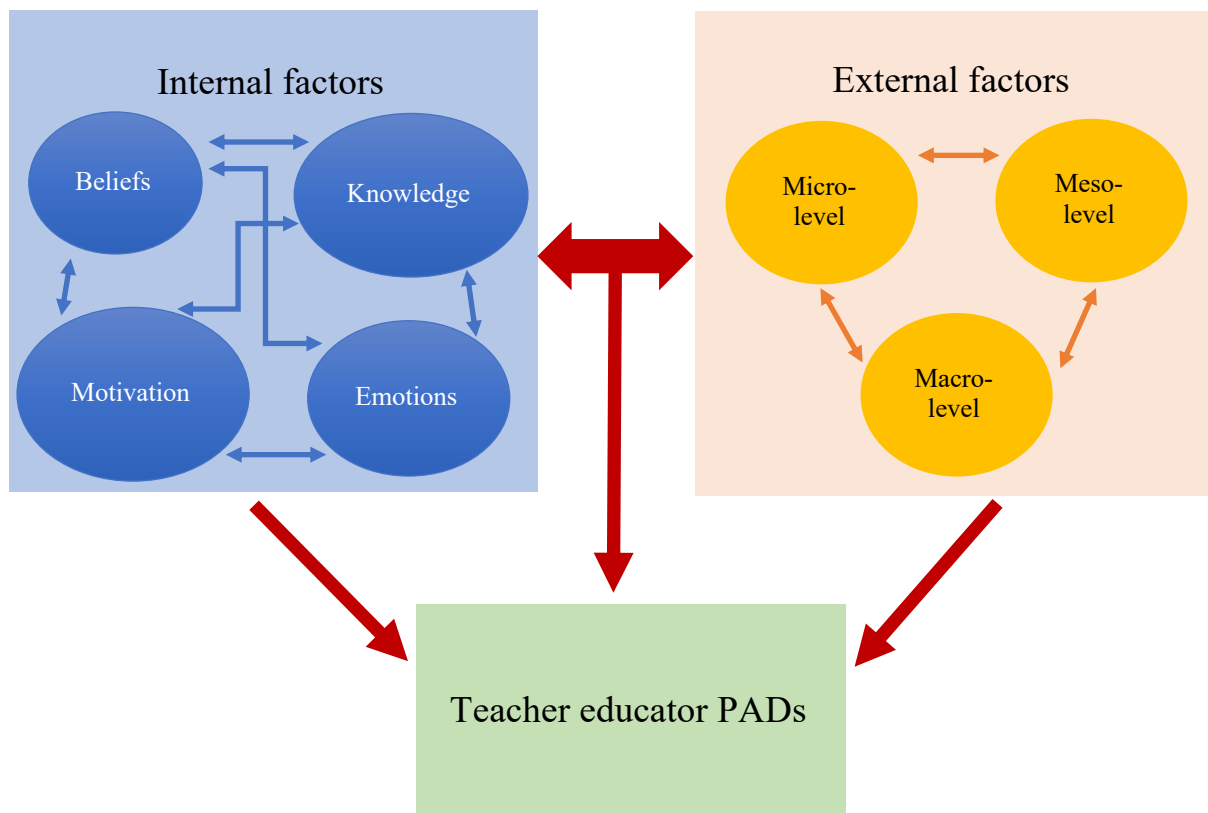 Internal factors
Beliefs
Knowledge
Motivation
Emotions
External factors
Micro-
level
Meso-
level
Macro-
level
Teacher educator PADs